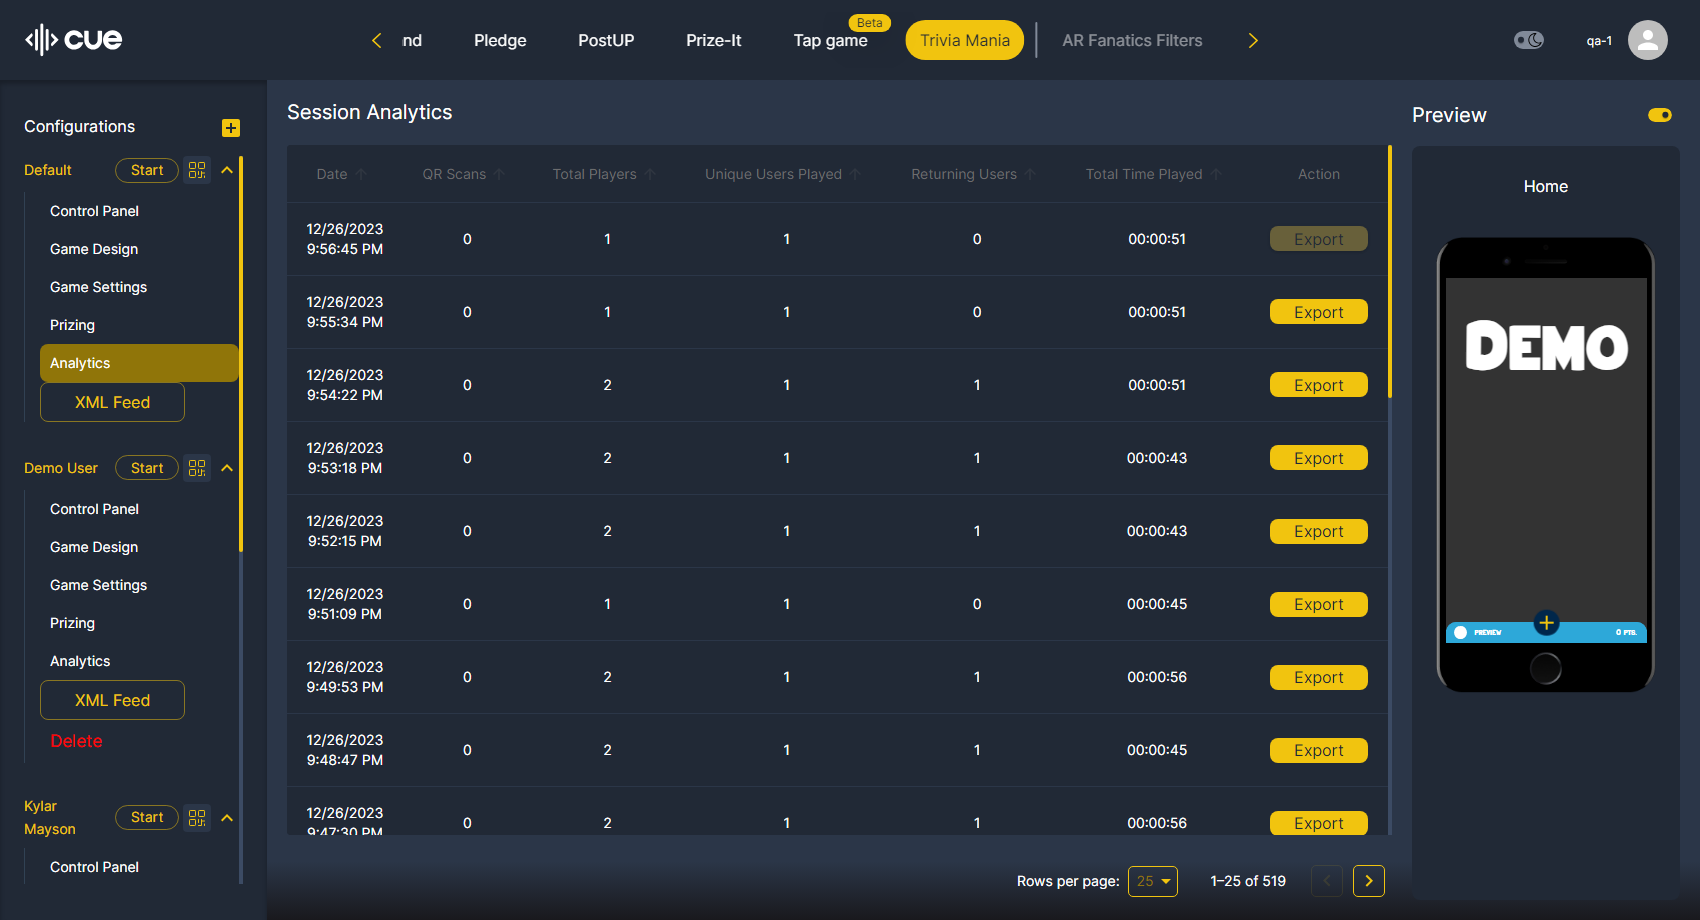 cue
nd
Pledge
PostUP
Prize-It
Tap game
Beta
Trivia Mania
AR Fanatics Filters
qa-1
Configurations
Default
Start
Control Panel
Game Design
Game Settings
Prizing
Analytics
XML Feed
Demo User
Start
Control Panel
Game Design
Game Settings
Prizing
Analytics
XML Feed
Delete
Kylar
Mayson
Start
Control Panel
Session Analytics
Date QR Scans Total Players Unique Users Played Returning Users Total Time Played Action
12/26/2023
9:56:45 PM 0 1 1 0 00:00:51 Export
12/26/2023
9:55:34 PM 0 1 1 0 00:00:51 Export
12/26/2023
9:54:22 PM 0 2 1 1 00:00:51 Export
12/26/2023
9:53:18 PM 0 2 1 1 00:00:43 Export
12/26/2023
9:52:15 PM 0 2 1 1 00:00:43 Export
12/26/2023
9:51:09 PM 0 1 1 0 00:00:45 Export
12/26/2023
9:49:53 PM 0 2 1 1 00:00:56 Export
12/26/2023
9:48:47 PM 0 2 1 1 00:00:45 Export
12/26/2023
9:47:30 PM 0 2 1 1 00:00:56 Export
Rows per page: 25 1–25 of 519
Preview
Home
DEMO
PREVIEW
0 PTS.